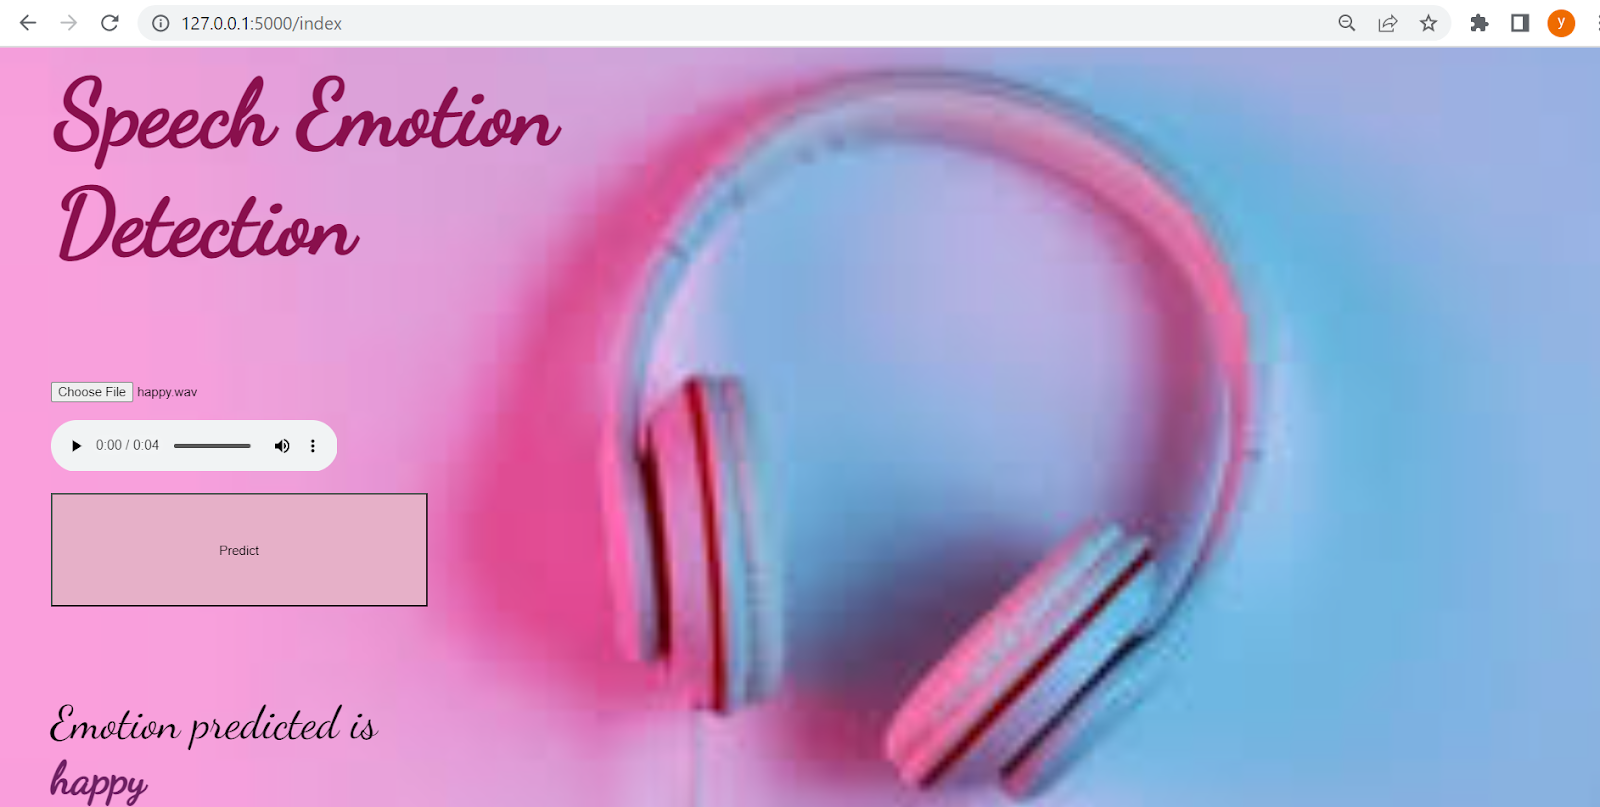 127.0.0.1:5000/index
y
Speech Emotion
Detection
Choose File happy.wav
0:00 / 0:04
Predict
Emotion predicted is
happy